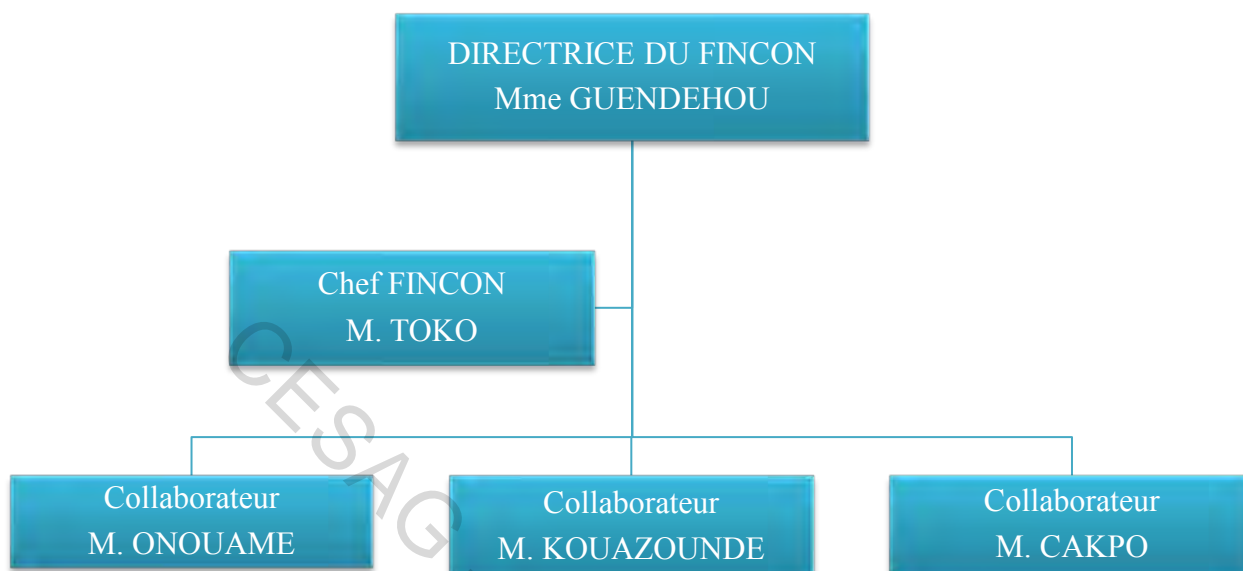 DIRECTRICE DU FINCON
Mme GUENDEHOU
Chef FINCON
M. TOKO
CESAG
Collaborateur
M. ONOUAME
Collaborateur
M. KOUAZOUNDE
Collaborateur
M. CAKPO